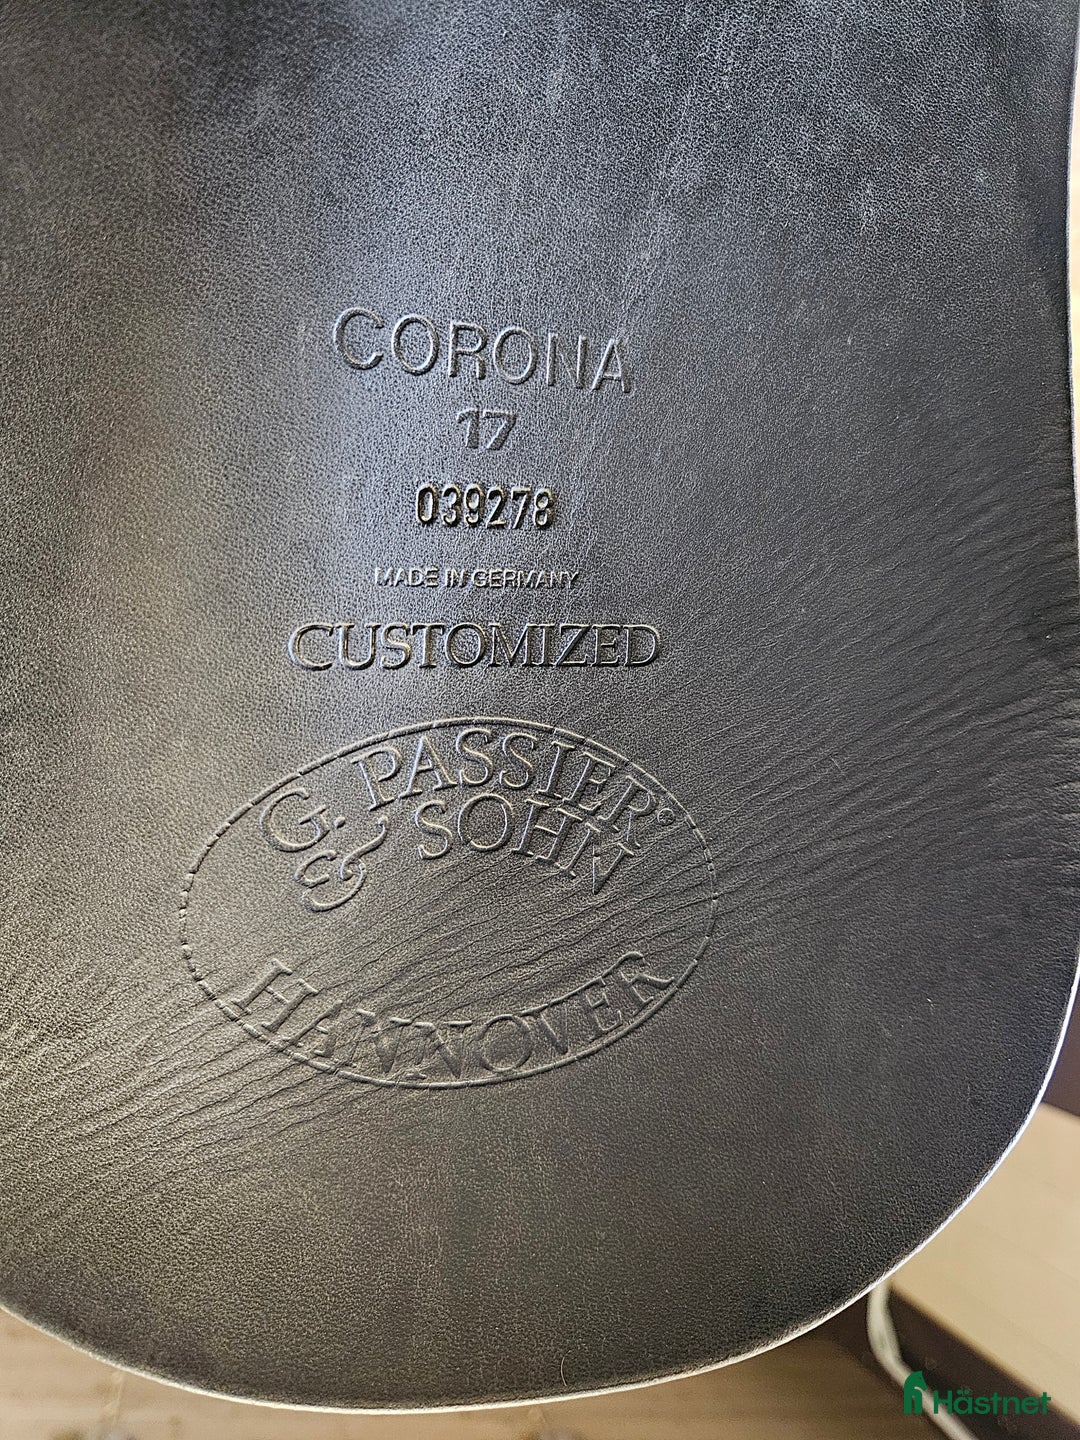 CORONA
17
039278
MADE IN GERMANY
CUSTOMIZED
G. PASSIER®
& SOHN
HANNOVER
Hästnet